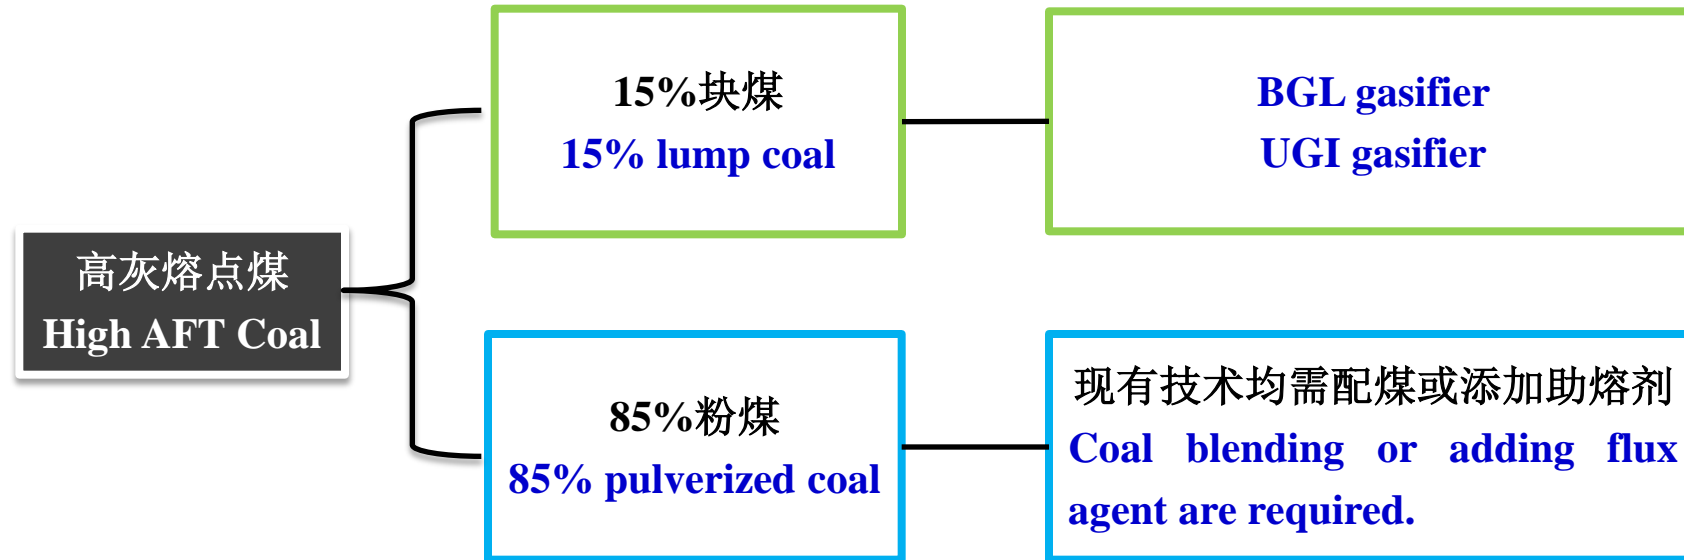 高灰熔点煤
High AFT Coal
15%块煤
15% lump coal
BGL gasifier
UGI gasifier
85%粉煤
85% pulverized coal
现有技术均需配煤或添加助熔剂
Coal blending or adding flux
agent are required.